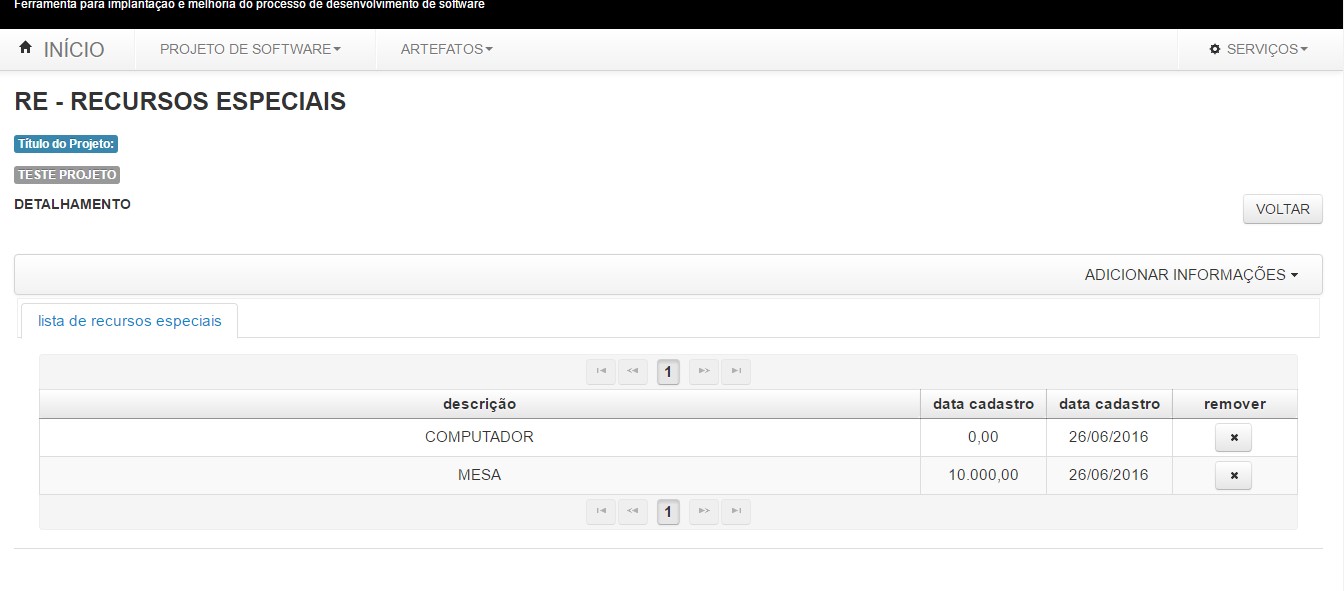 Ferramenta para implantação e melhoria do processo de desenvolvimento de software
INÍCIO PROJETO DE SOFTWARE ARTEFATOS SERVIÇOS
RE - RECURSOS ESPECIAIS
Título do Projeto:
TESTE PROJETO
DETALHAMENTO
VOLTAR
ADICIONAR INFORMAÇÕES
lista de recursos especiais
1
descrição data cadastro data cadastro remover
COMPUTADOR 0,00 26/06/2016
MESA 10.000,00 26/06/2016
1